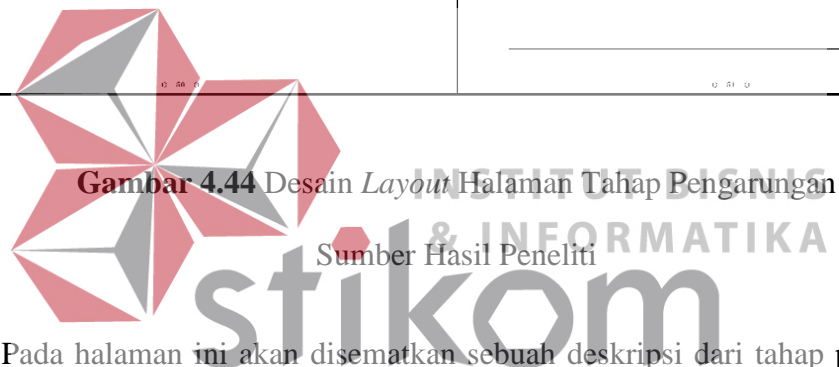 Gambar 4.44 Desain Layout Halaman Tahap Pengarungan
INSTITUT BISNIS
& INFORMATIKA
Sumber Hasil Peneliti
stikom
Pada halaman ini akan disematkan sebuah deskripsi dari tahap